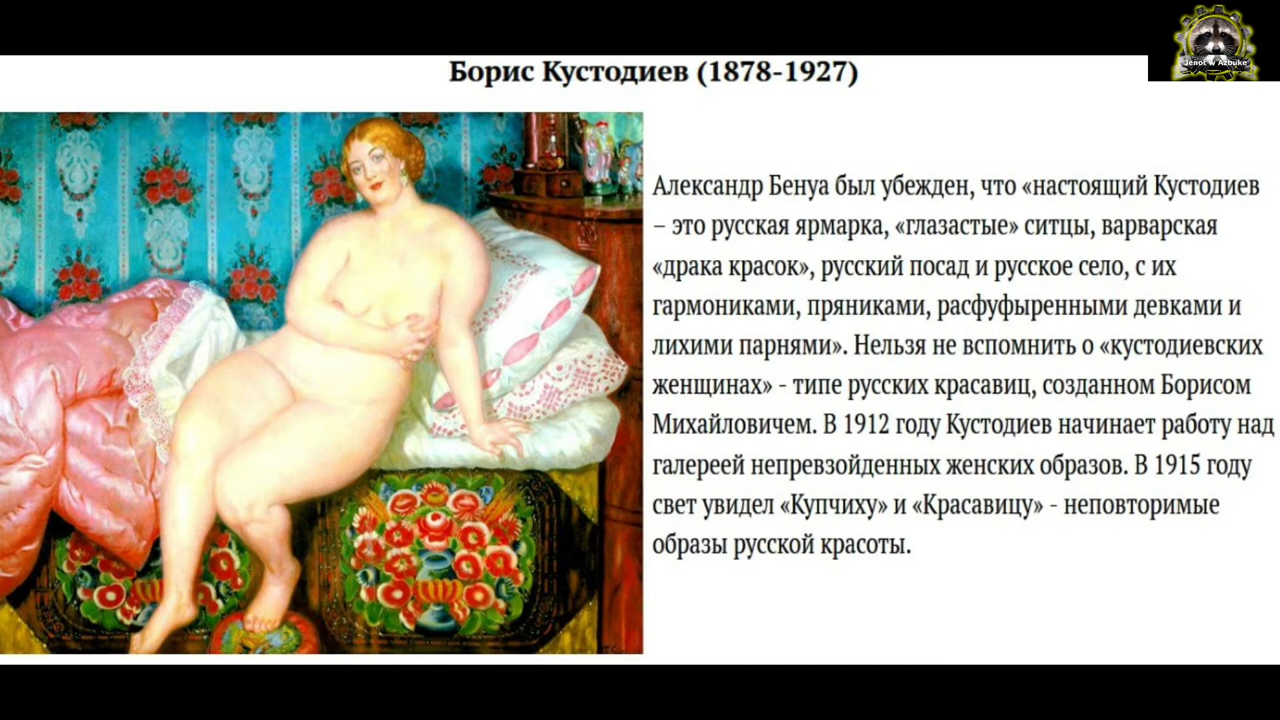 Jenot w Azbuke
Борис Кустодиев (1878-1927)
Александр Бенуа был убежден, что «настоящий Кустодиев
– это русская ярмарка, «глазастые» ситцы, варварская
«драка красок», русский посад и русское село, с их
гармониками, пряниками, расфуфыренными девками и
лихими парнями». Нельзя не вспомнить о «кустодиевских
женщинах» - типе русских красавиц, созданном Борисом
Михайловичем. В 1912 году Кустодиев начинает работу над
галереей непревзойденных женских образов. В 1915 году
свет увидел «Купчиху» и «Красавицу» - неповторимые
образы русской красоты.